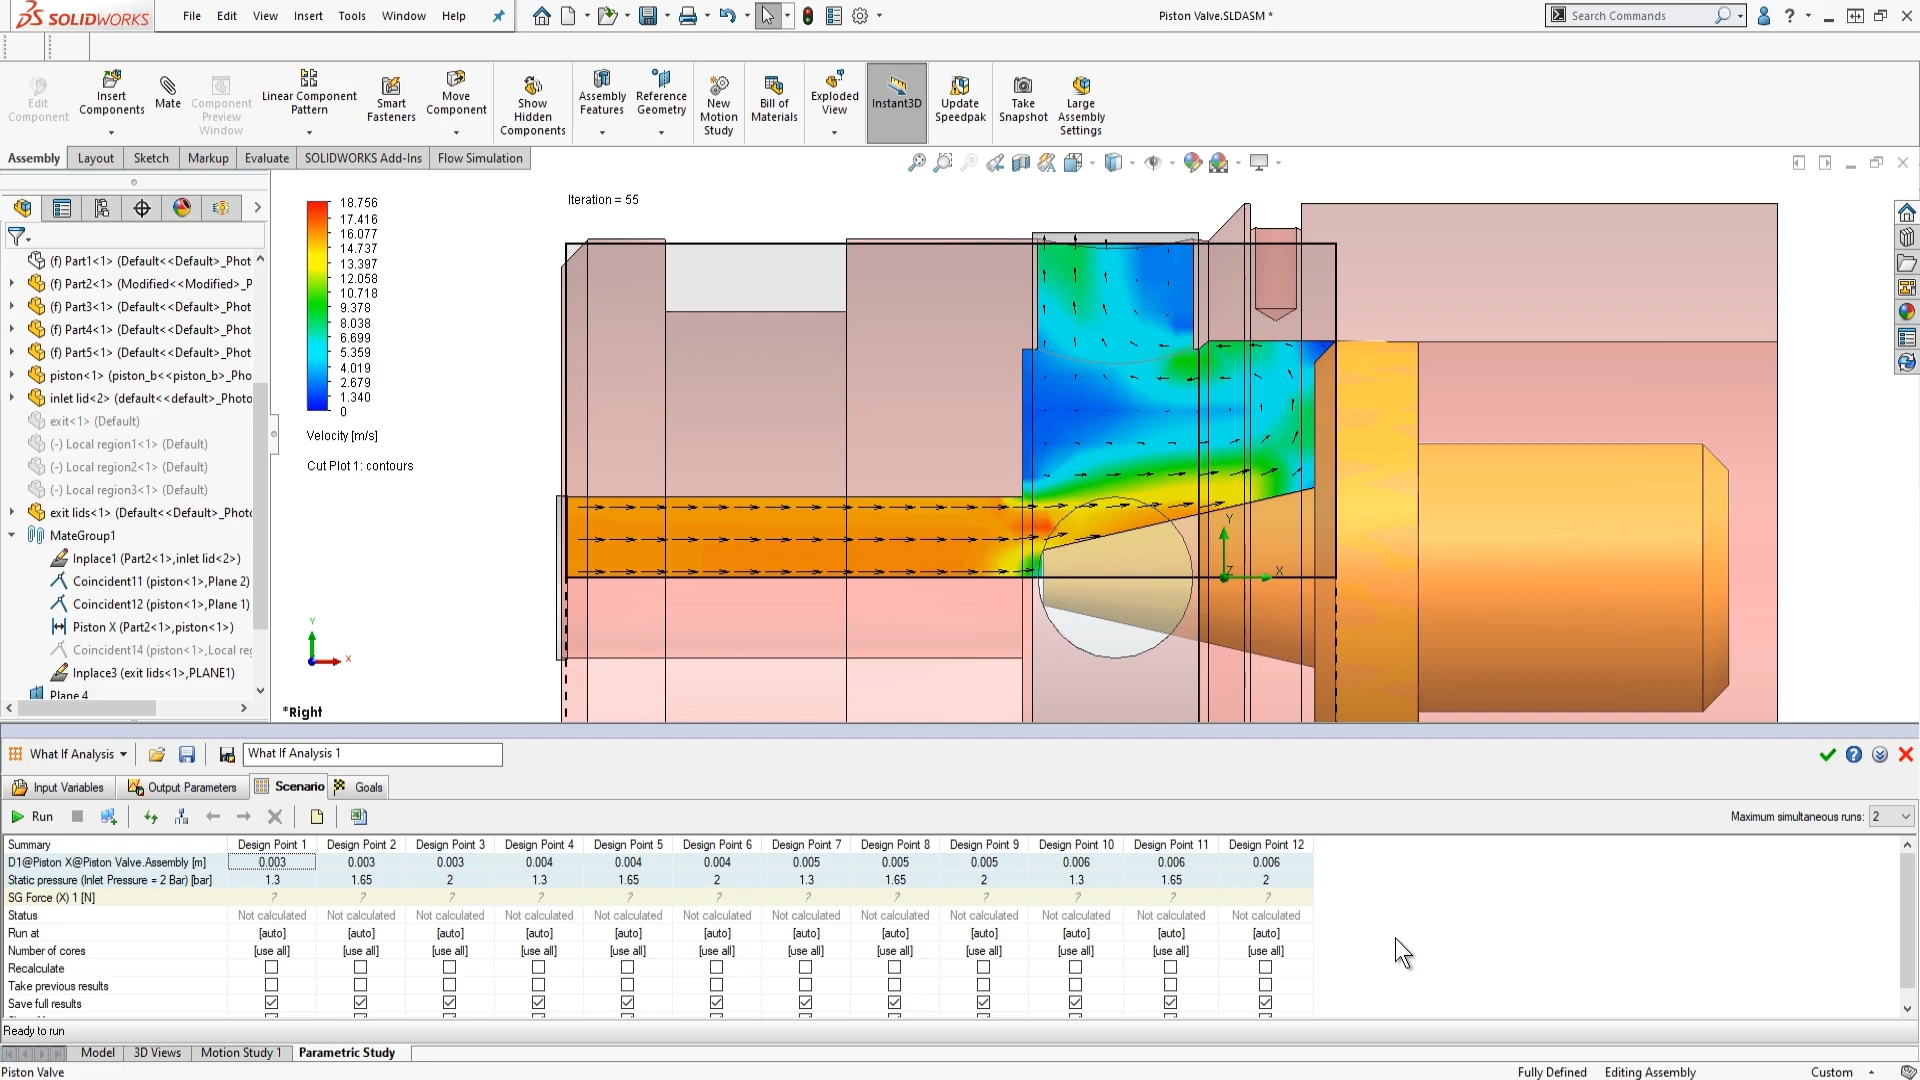 SOLIDWORKS File Edit View Insert Tools Window Help Piston Valve.SLDASM * Search Commands
Edit Component
Insert Components
Mate
Component Preview Window
Linear Component Pattern
Smart Fasteners
Move Component
Show Hidden Components
Assembly Features
Reference Geometry
New Motion Study
Bill of Materials
Exploded View
Instant3D
Update Speedpak
Take Snapshot
Large Assembly Settings
Assembly Layout Sketch Markup Evaluate SOLIDWORKS Add-Ins Flow Simulation
(f) Part1<1> (Default<<Default>_Phot
(f) Part2<1> (Modified<<Modified>_P
(f) Part3<1> (Default<<Default>_Phot
(f) Part4<1> (Default<<Default>_Phot
(f) Part5<1> (Default<<Default>_Phot
piston<1> (piston_b<<piston_b>_Pho
inlet lid<2> (default<<default>_Photo
exit<1> (Default)
(-) Local region1<1> (Default)
(-) Local region2<1> (Default)
(-) Local region3<1> (Default)
exit lids<1> (Default<<Default>_Photo
MateGroup1
Inplace1 (Part2<1>,inlet lid<2>)
Coincident11 (piston<1>,Plane 2)
Coincident12 (piston<1>,Plane 1)
Piston X (Part2<1>,piston<1>)
Coincident14 (piston<1>,Local re
Inplace3 (exit lids<1>,PLANE1)
Plane 4
18.756
17.416
16.077
14.737
13.397
12.058
10.718
9.378
8.038
6.699
5.359
4.019
2.679
1.340
0
Velocity [m/s]
Cut Plot 1: contours
Iteration = 55
Y
Z X
Y
X
*Right
What If Analysis What If Analysis 1
Input Variables Output Parameters Scenario Goals
Run Maximum simultaneous runs: 2
Summary Design Point 1 Design Point 2 Design Point 3 Design Point 4 Design Point 5 Design Point 6 Design Point 7 Design Point 8 Design Point 9 Design Point 10 Design Point 11 Design Point 12
D1@Piston X@Piston Valve.Assembly [m] 0.003 0.003 0.003 0.004 0.004 0.004 0.005 0.005 0.005 0.006 0.006 0.006
Static pressure (Inlet Pressure = 2 Bar) [bar] 1.3 1.65 2 1.3 1.65 2 1.3 1.65 2 1.3 1.65 2
SG Force (X) 1 [N] ? ? ? ? ? ? ? ? ? ? ? ?
Status Not calculated Not calculated Not calculated Not calculated Not calculated Not calculated Not calculated Not calculated Not calculated Not calculated Not calculated Not calculated
Run at [auto] [auto] [auto] [auto] [auto] [auto] [auto] [auto] [auto] [auto] [auto] [auto]
Number of cores [use all] [use all] [use all] [use all] [use all] [use all] [use all] [use all] [use all] [use all] [use all] [use all]
Recalculate
Take previous results
Save full results
Ready to run
Model 3D Views Motion Study 1 Parametric Study
Piston Valve Fully Defined Editing Assembly Custom